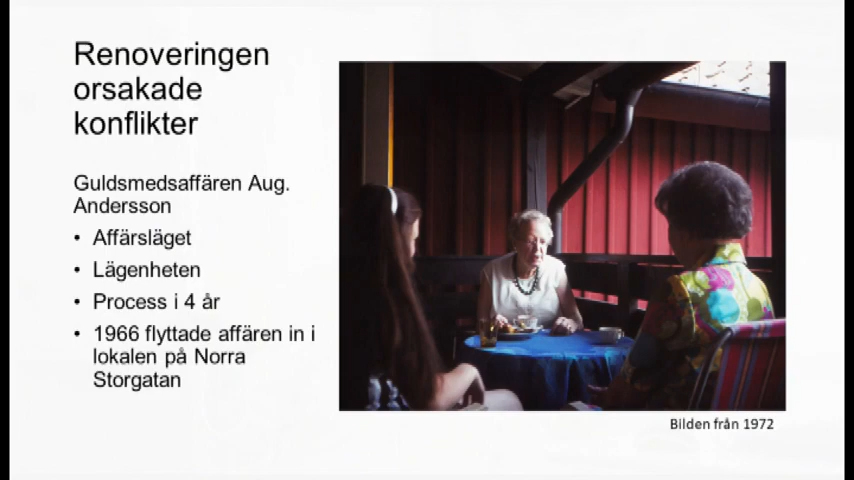 Renoveringen
orsakade
konflikter
Guldsmedsaffären Aug.
Andersson
• Affärsläget
• Lägenheten
• Process i 4 år
• 1966 flyttade affären in i
lokalen på Norra
Storgatan
Bilden från 1972